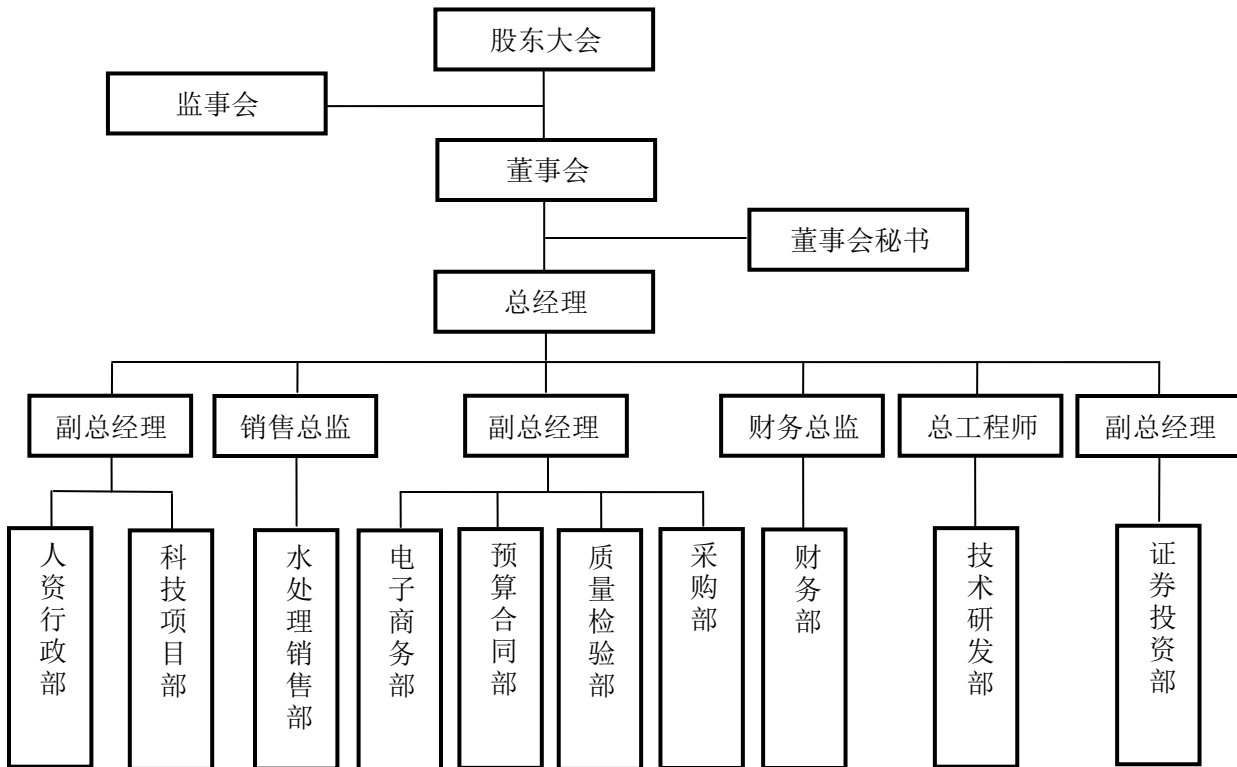 股东大会
监事会
董事会
董事会秘书
总经理
副总经理
销售总监
副总经理
财务总监
总工程师
副总经理
人资行政部
科技项目部
水处理销售部
电子商务部
预算合同部
质量检验部
采购部
财务部
技术研发部
证券投资部